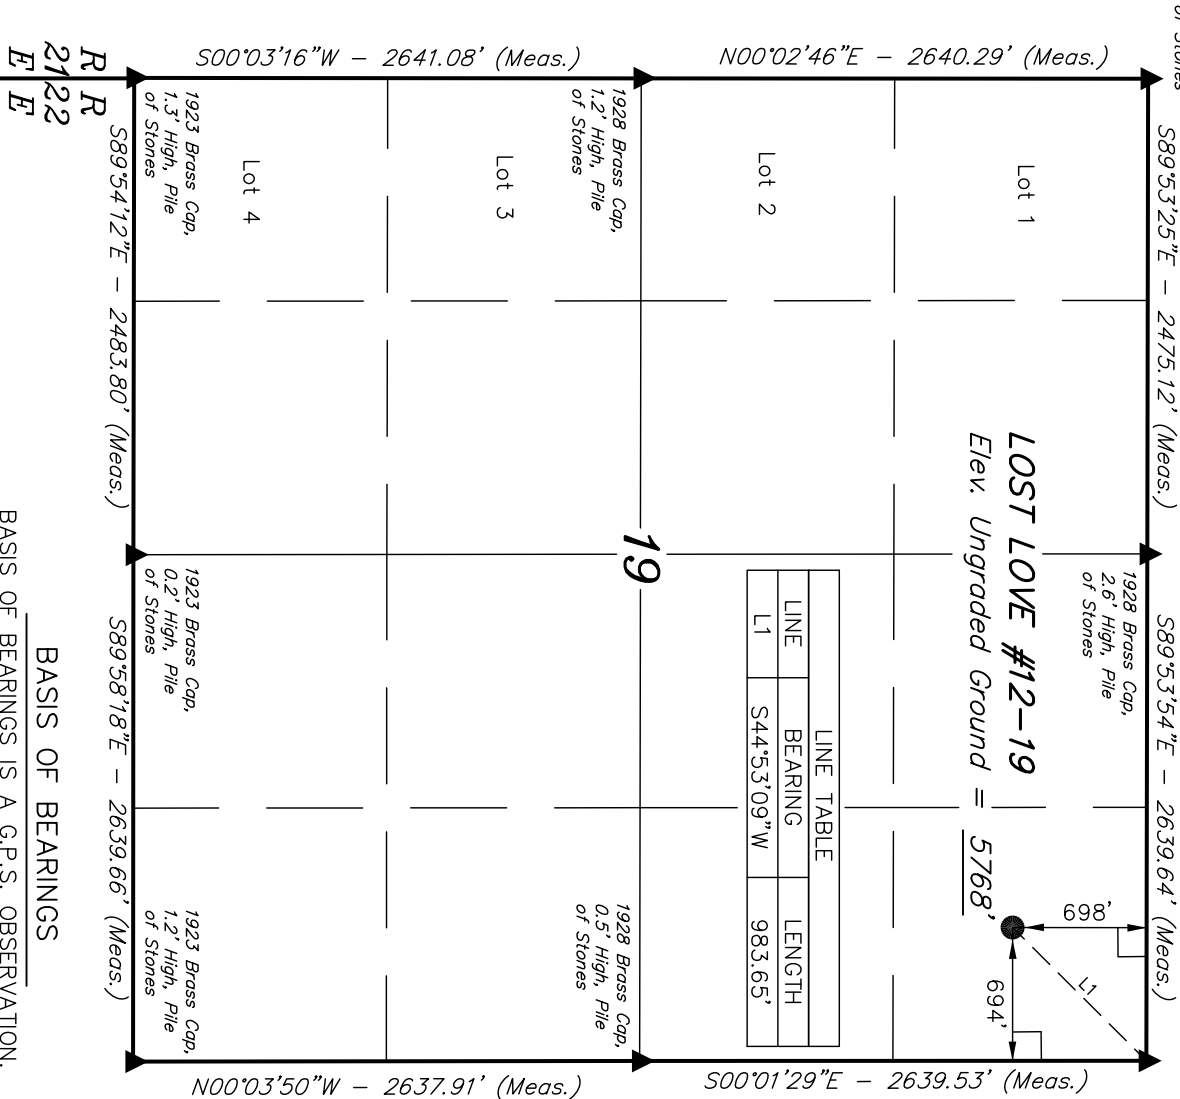 of Stones
S89°53'25"E - 2475.12' (Meas.)
S89°53'54"E - 2639.64' (Meas.)
N00°02'46"E - 2640.29' (Meas.)
S00°03'16"W - 2641.08' (Meas.)
1928 Brass Cap,
2.6' High, Pile
of Stones
698'
694'
L1
LOST LOVE #12-19
Elev. Ungraded Ground = 5768'
Lot 1
Lot 2
Lot 3
Lot 4
LINE TABLE
LINE BEARING LENGTH
L1 S44°53'09"W 983.65'
1928 Brass Cap,
1.2' High, Pile
of Stones
19
1928 Brass Cap,
0.5' High, Pile
of Stones
S00°01'29"E - 2639.53' (Meas.)
N00°03'50"W - 2637.91' (Meas.)
1923 Brass Cap,
1.3' High, Pile
of Stones
1923 Brass Cap,
0.2' High, Pile
of Stones
1923 Brass Cap,
1.2' High, Pile
of Stones
S89°54'12"E - 2483.80' (Meas.)
S89°58'18"E - 2639.66' (Meas.)
R R
21 22
E E
BASIS OF BEARINGS
BASIS OF BEARINGS IS A G.P.S. OBSERVATION.